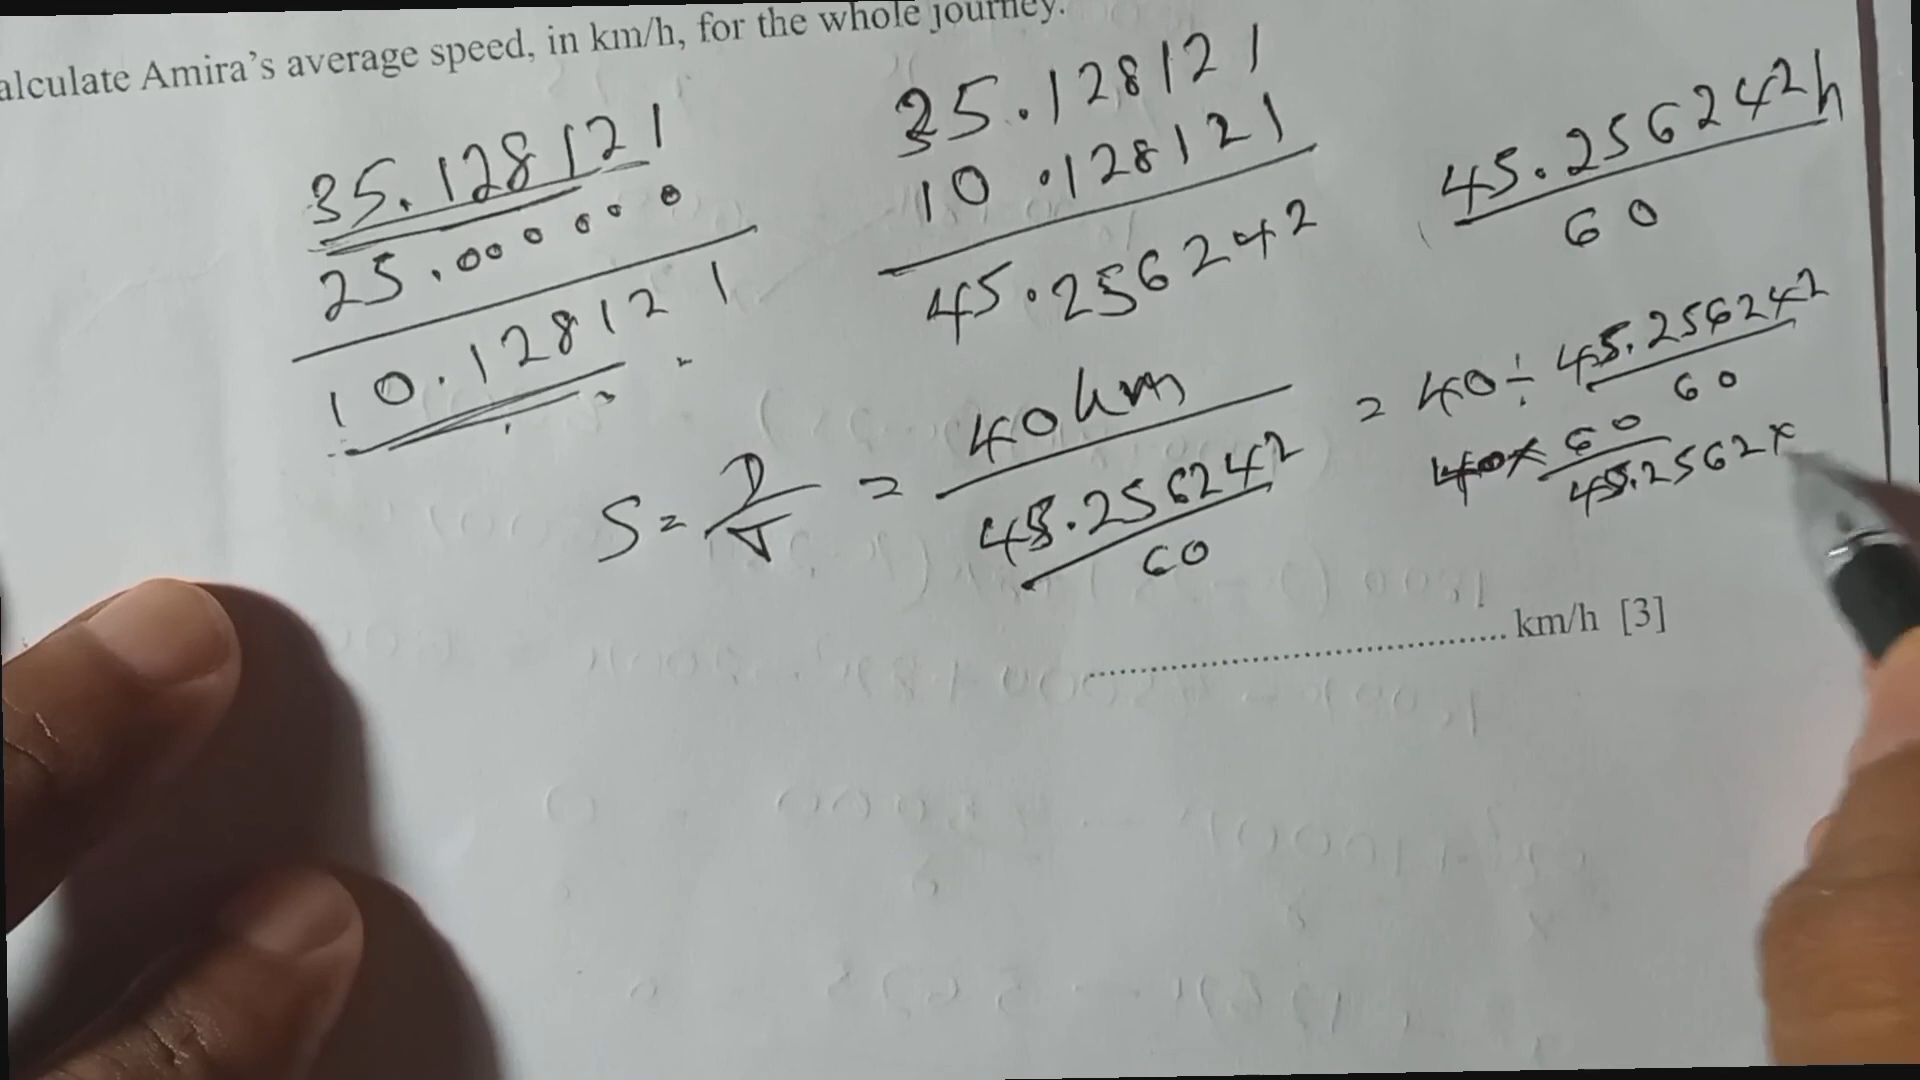 alculate Amira's average speed, in km/h, for the whole journey.
35.128121
25.000000
10.128121
35.128121
10.128121
45.256242
45.256242h
60
S = D/T = 40km / 45.256242/60 = 40 ÷ 45.256242/60
40 × 60/45.2562
km/h [3]